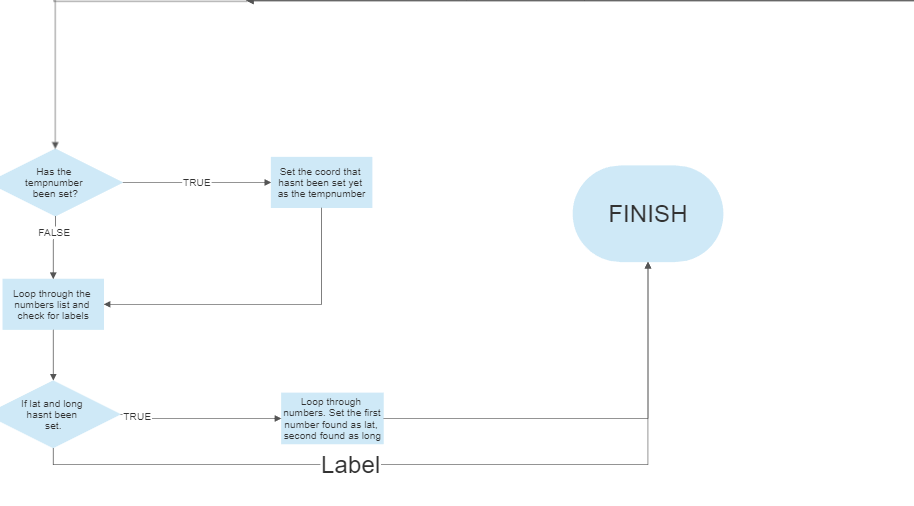 Has the
tempnumber
been set?
TRUE
Set the coord that
hasnt been set yet
as the tempnumber
FINISH
FALSE
Loop through the
numbers list and
check for labels
If lat and long
hasnt been
set.
TRUE
Loop through
numbers. Set the first
number found as lat,
second found as long
Label